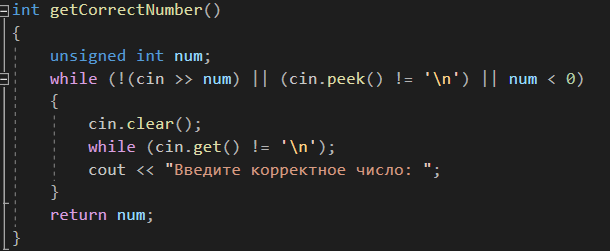 int getCorrectNumber()
{
    unsigned int num;
    while (!(cin >> num) || (cin.peek() != '\n') || num < 0)
    {
        cin.clear();
        while (cin.get() != '\n');
        cout << "Введите корректное число: ";
    }
    return num;
}